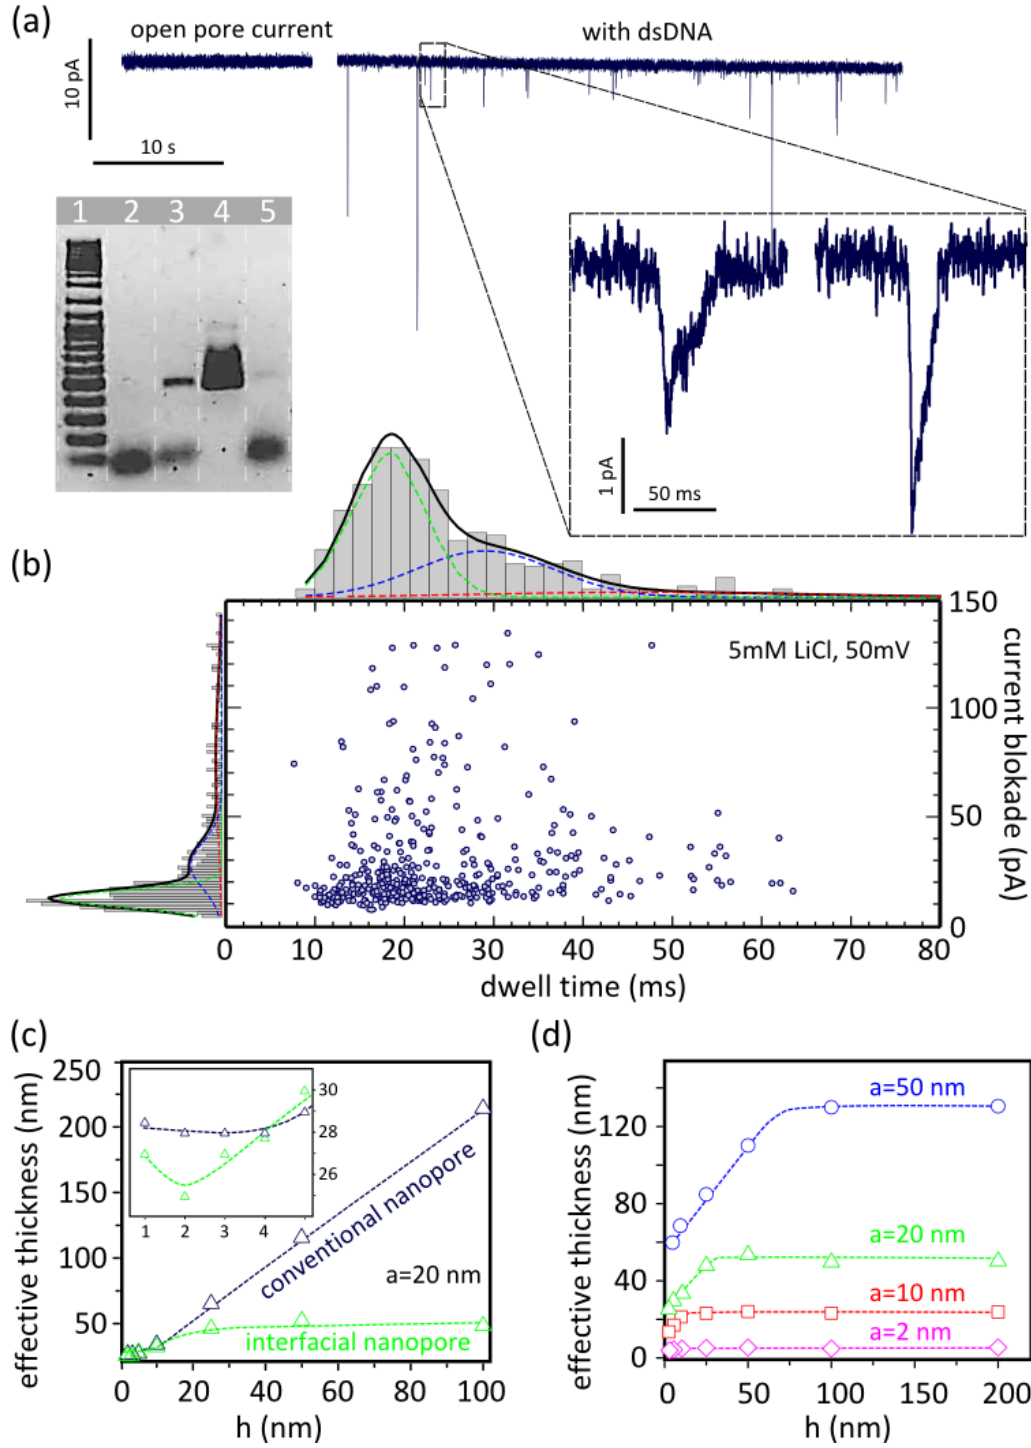 (a)
open pore current
with dsDNA
10 pA
10 s
1 2 3 4 5
1 pA
50 ms
(b)
5mM LiCl, 50mV
150
100
50
0
current blokade (pA)
0 10 20 30 40 50 60 70 80
dwell time (ms)
(c)
effective thickness (nm)
250
200
150
100
50
30
28
26
1 2 3 4 5
conventional nanopore
a=20 nm
interfacial nanopore
0 20 40 60 80 100
h (nm)
(d)
effective thickness (nm)
120
80
40
0
a=50 nm
a=20 nm
a=10 nm
a=2 nm
0 50 100 150 200
h (nm)